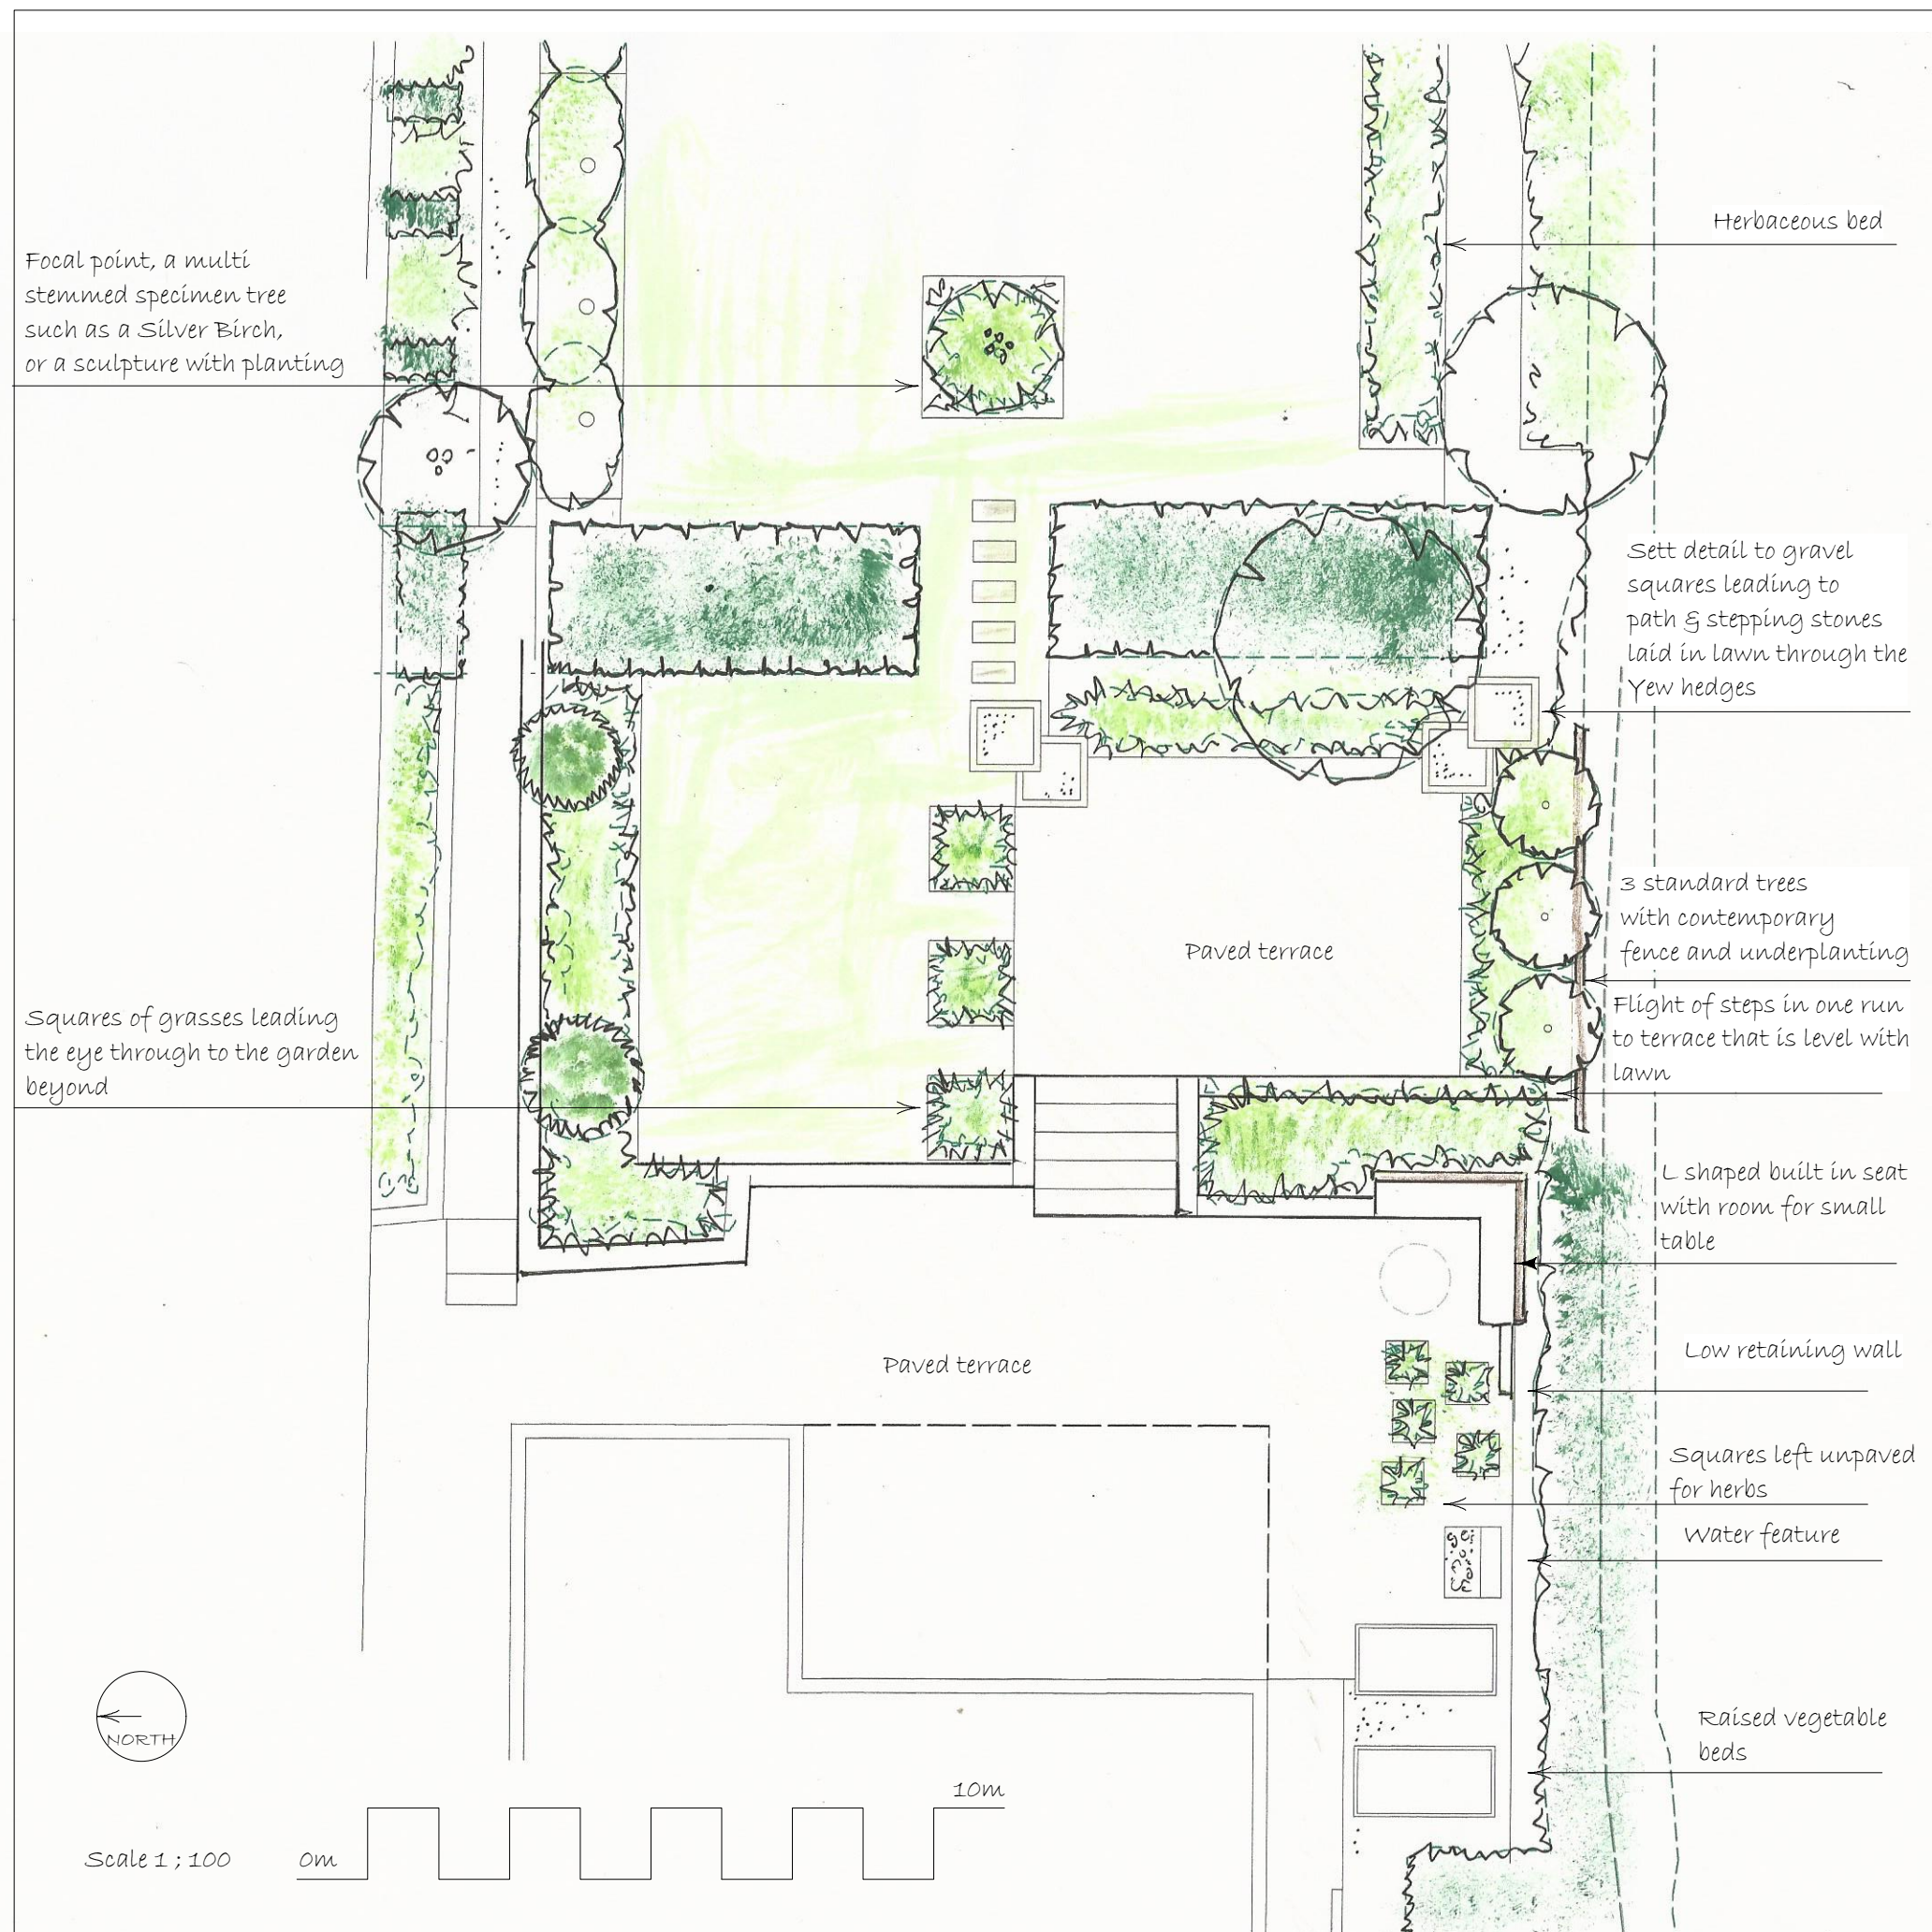 Herbaceous bed
Focal point, a multi
stemmed specimen tree
such as a Silver Birch,
or a sculpture with planting
Sett detail to gravel
squares leading to
path & stepping stones
laid in lawn through the
Yew hedges
3 standard trees
with contemporary
fence and underplanting
Paved terrace
Flight of steps in one run
to terrace that is level with
lawn
Squares of grasses leading
the eye through to the garden
beyond
L shaped built in seat
with room for small
table
Low retaining wall
Paved terrace
Squares left unpaved
for herbs
Water feature
Raised vegetable
beds
NORTH
10m
Scale 1 ; 100
0m